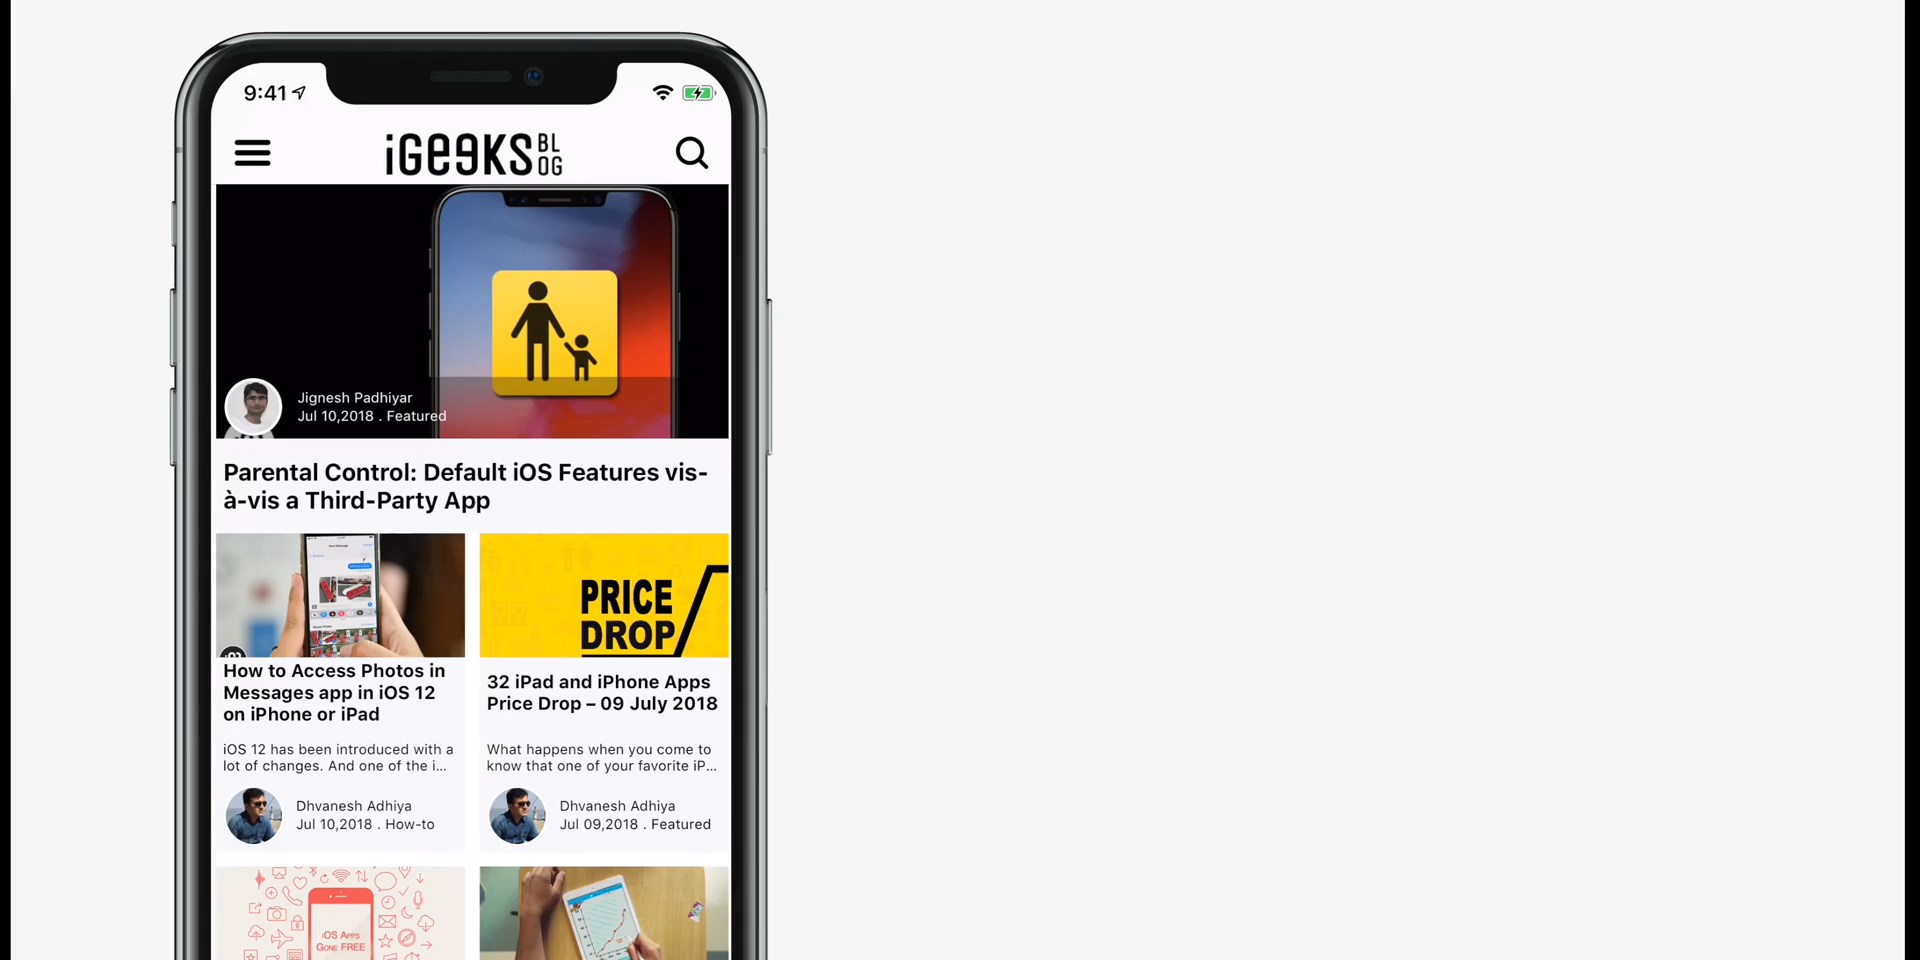 9:41
iGeeKS BL
OG
Jignesh Padhiyar
Jul 10,2018 . Featured
Parental Control: Default iOS Features vis-
à-vis a Third-Party App
PRICE
DROP
How to Access Photos in
Messages app in iOS 12
on iPhone or iPad
32 iPad and iPhone Apps
Price Drop – 09 July 2018
iOS 12 has been introduced with a
lot of changes. And one of the i...
What happens when you come to
know that one of your favorite iP...
Dhvanesh Adhiya
Jul 10,2018 . How-to
Dhvanesh Adhiya
Jul 09,2018 . Featured
iOS Apps
Gone FREE